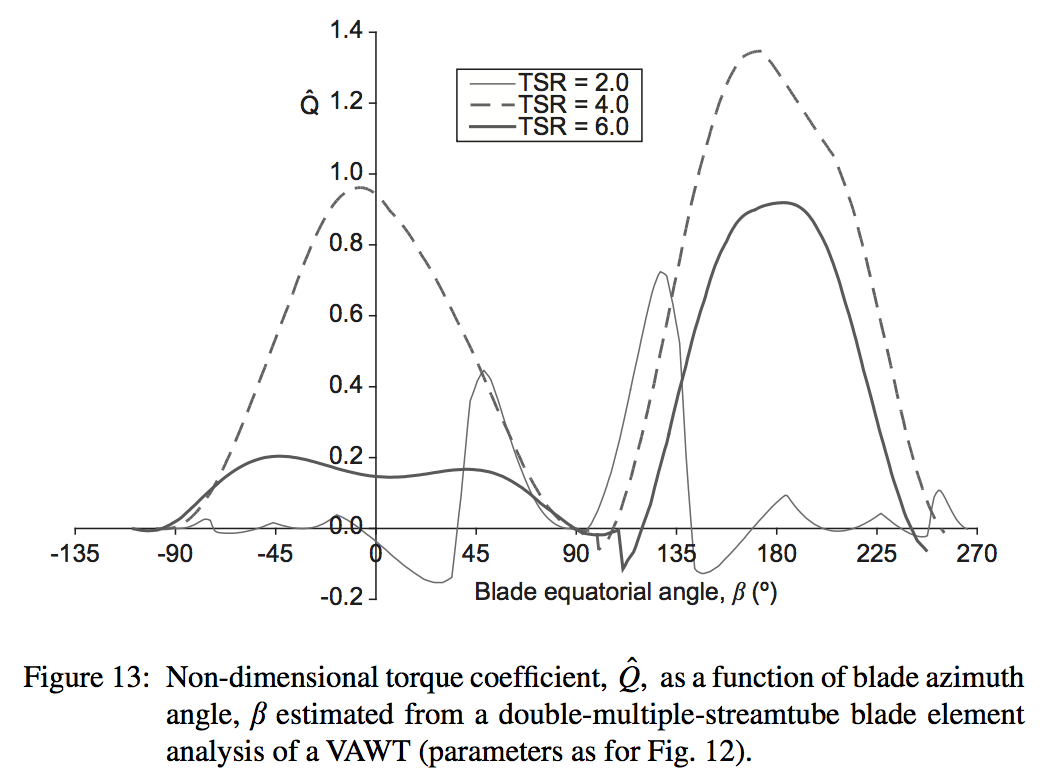 1.4
Q̂
1.2
1.0
0.8
0.6
0.4
0.2
0.0
-0.2
TSR = 2.0
TSR = 4.0
TSR = 6.0
-135 -90 -45 0 45 90 135 180 225 270
Blade equatorial angle, β (º)
Figure 13: Non-dimensional torque coefficient, Q̂, as a function of blade azimuth
angle, β estimated from a double-multiple-streamtube blade element
analysis of a VAWT (parameters as for Fig. 12).